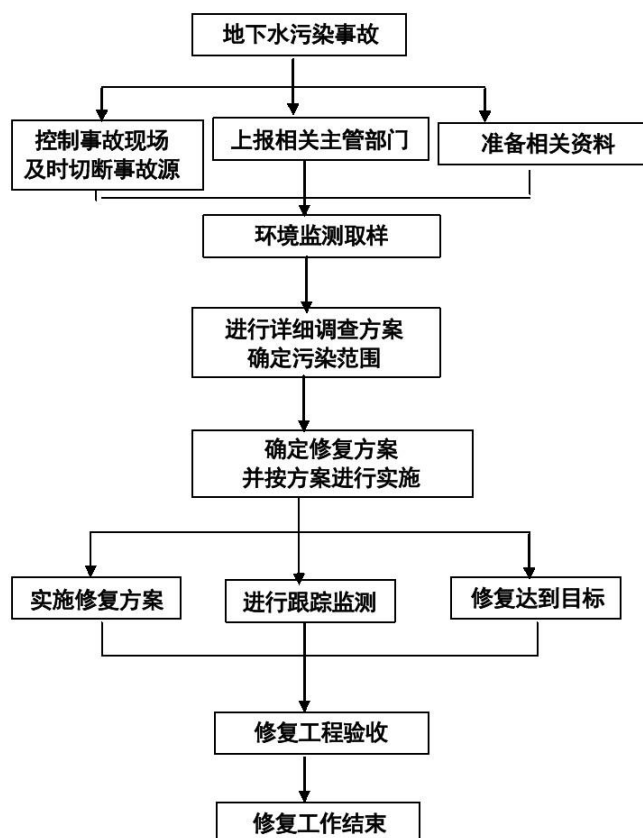 地下水污染事故
控制事故现场
及时切断事故源
上报相关主管部门
准备相关资料
环境监测取样
进行详细调查方案
确定污染范围
确定修复方案
并按方案进行实施
实施修复方案
进行跟踪监测
修复达到目标
修复工程验收
修复工作结束